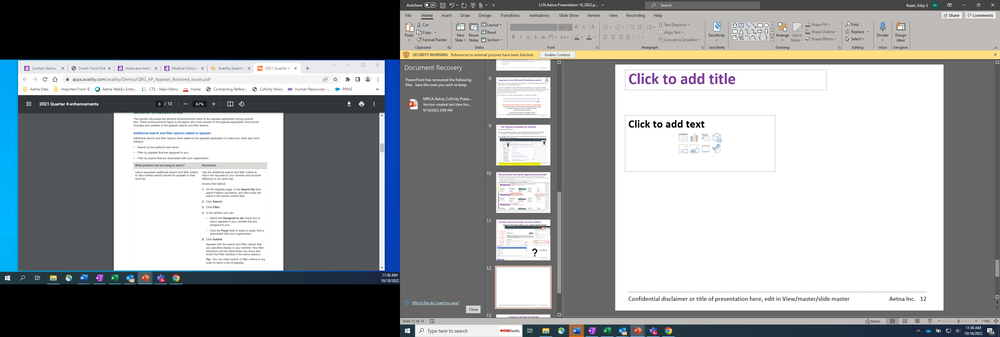 Contact Aetna
Smart Front End
medicare-mem
Medical Clinical
Availity Essentia
2021 Quarter 4
apps.availity.com/availity/Demos/QRG_AP_Appeals_Resolved_Issues.pdf
Aetna Sites
Imported From IE
Aetna WebEx Enter...
CTS - Main Menu
Home
Contracting Refere...
Cofinity News
Human Resources -...
PRMS
2021 Quarter 4 enhancements
3 / 12
67%
General enhancements
This section discusses the general enhancements made to the appeals application during quarter
four. These enhancements apply to all payers who have access to the appeals application and include
changes and updates to the appeals search and filter feature.
Additional search and filter options added to appeals
Additional search and filter options were added to the appeals application to make your work day more
efficient:
• Search by the patient's last name.
• Filter by appeals that are assigned to you.
• Filter by payers that are associated with your organization.
What problem are we trying to solve?
Resolution
Users requested additional search and filter criteria
to return better search results for appeals to their
work list.
Use the additional search and filter criteria to
return the requests to your worklist and promote
efficiency in our work day.
Access this feature:
1. On the Appeals page, in the Search By field,
select Patient Last Name, and then enter the
name in the search criteria field.
2. Click Search.
3. Click Filter.
4. In the window you can:
• Select the Assigned to me check box to
return appeals in your worklist that are
assigned to you.
• Click the Payer field to select a payer that is
associated with your organization.
5. Click Submit.
Appeals with the search and filter criteria that
you specified display in your worklist. Your filter
selections remain intact when you leave and
revisit the Filter window in the same session.
Tip: You can enter search or filter criteria in any
order to return a list of appeals.
11:36 AM
10/18/2022
AutoSave Off
LCN Aetna Presentation 10_2022.p...
Search
Radel, Kiley S RK
File Home Insert Draw Design Transitions Animations Slide Show Review View Recording Help
Share Comments
Paste
Cut
Copy
Format Painter
Clipboard
New Slide
Reuse Slides
Layout
Reset
Section
Slides
18
Font
Text Direction
Align Text
Convert to SmartArt
Paragraph
Sensitivity
Sensitivity
Arrange
Quick Styles
Shape Fill
Shape Outline
Shape Effects
Drawing
Find
Replace
Select
Editing
Dictate
Voice
Design Ideas
Designer
SECURITY WARNING References to external pictures have been blocked
Enable Content
Document Recovery
PowerPoint has recovered the following
files. Save the ones you wish to keep.
MRCA Aetna_Cofinity Prese...
Version created last time the...
9/16/2022 2:09 AM
Which file do I want to save?
Close
8
Expansion to our Mid-Level Practitioners policy*
9
All Policies Available on Availity
10
Did you know can submit Appeals Electronically?
aetna
aetna
aetna
11
Contact Aetna Provider Services Online
Logged in through Availity so can submit specific details
?
12
13
CONTACT AETNA BY PHONE
Click to add title
Click to add text
Confidential disclaimer or title of presentation here, edit in View/master/slide master
Aetna Inc. 12
Slide 12 of 13
Notes
110%
Type here to search
CVSHealth.
11:36 AM
10/18/2022
34